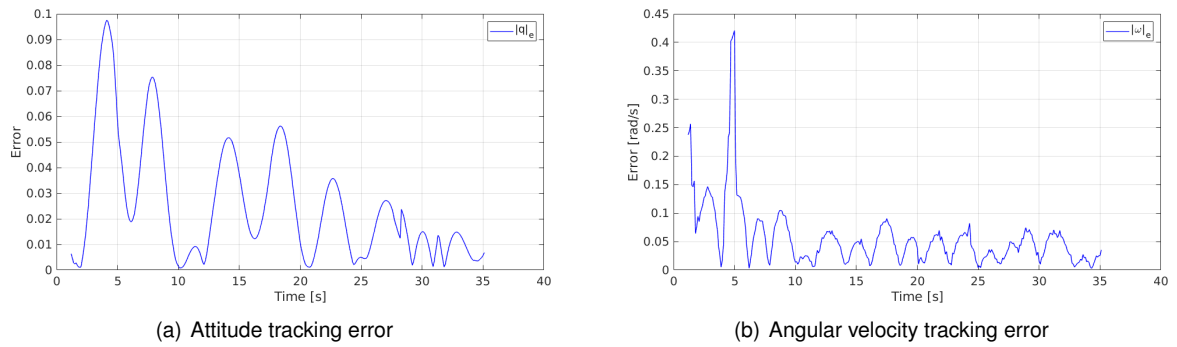 0.1
0.09
0.08
0.07
0.06
0.05
0.04
0.03
0.02
0.01
0
Error
0 5 10 15 20 25 30 35 40
Time [s]
|q|e
(a) Attitude tracking error
0.45
0.4
0.35
0.3
0.25
0.2
0.15
0.1
0.05
0
Error [rad/s]
0 5 10 15 20 25 30 35 40
Time [s]
|ω|e
(b) Angular velocity tracking error